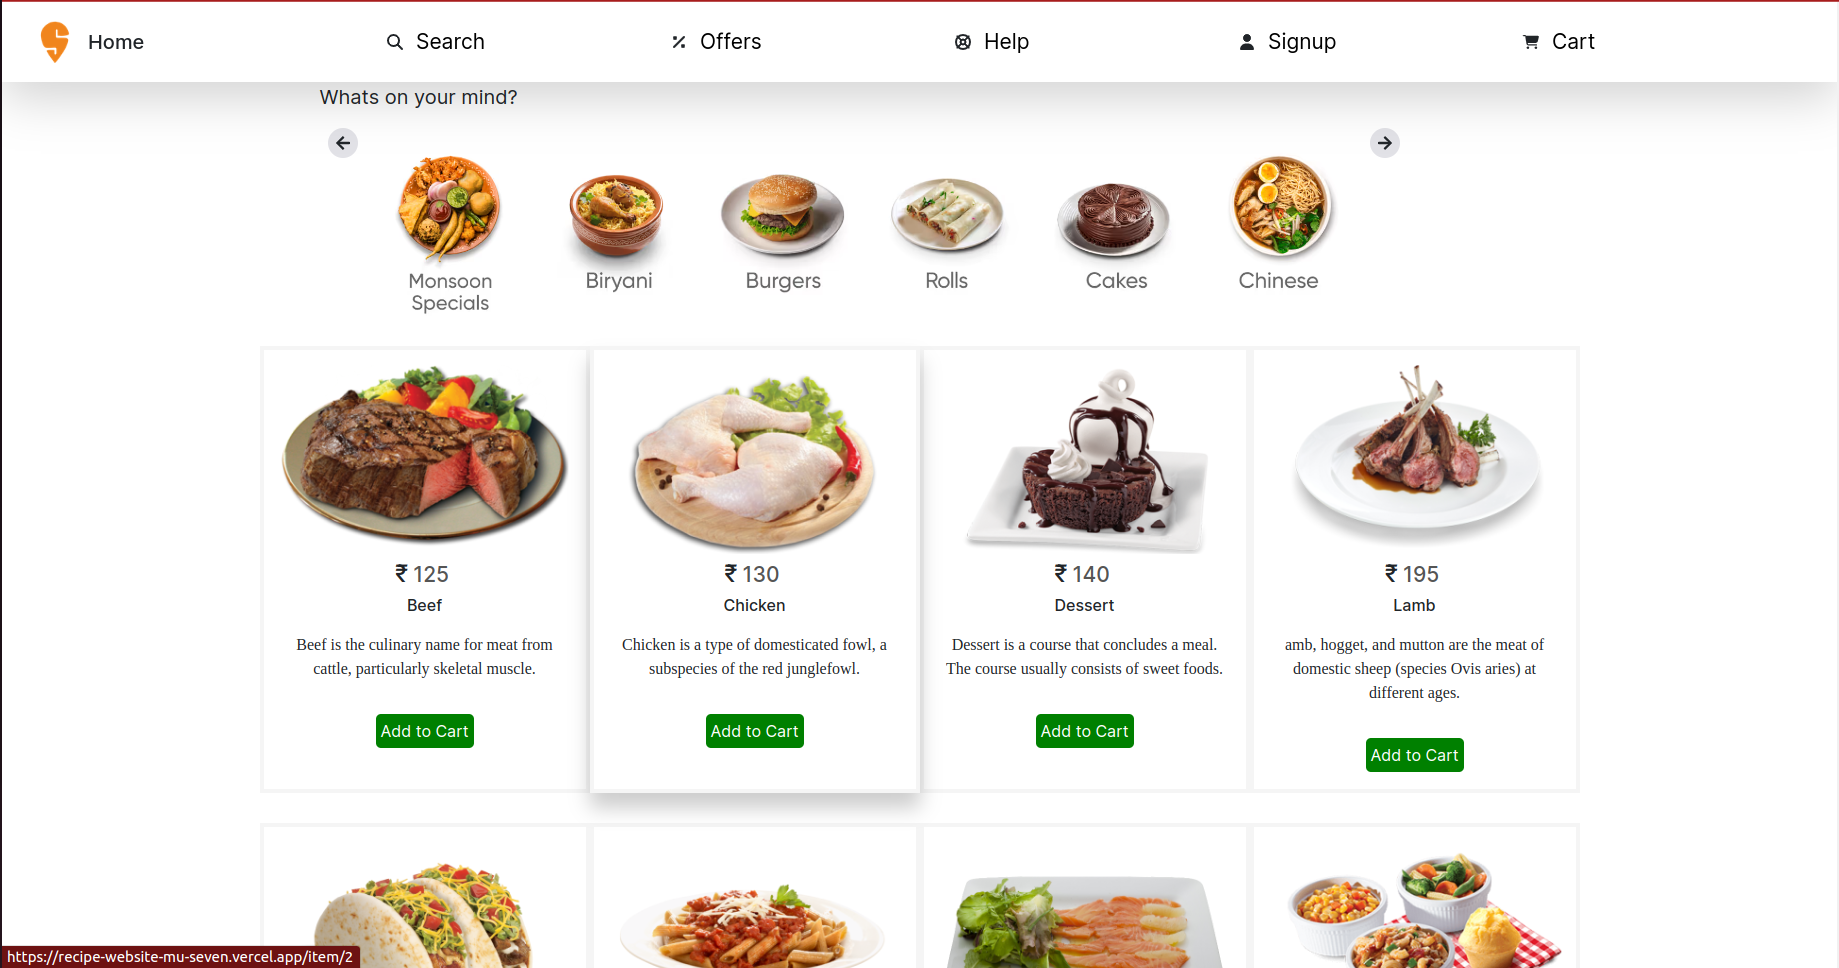 Home
Search
Offers
Help
Signup
Cart
Whats on your mind?
Monsoon
Specials
Biryani
Burgers
Rolls
Cakes
Chinese
₹ 125
Beef
Beef is the culinary name for meat from
cattle, particularly skeletal muscle.
Add to Cart
₹ 130
Chicken
Chicken is a type of domesticated fowl, a
subspecies of the red junglefowl.
Add to Cart
₹ 140
Dessert
Dessert is a course that concludes a meal.
The course usually consists of sweet foods.
Add to Cart
₹ 195
Lamb
amb, hogget, and mutton are the meat of
domestic sheep (species Ovis aries) at
different ages.
Add to Cart
https://recipe-website-mu-seven.vercel.app/item/2